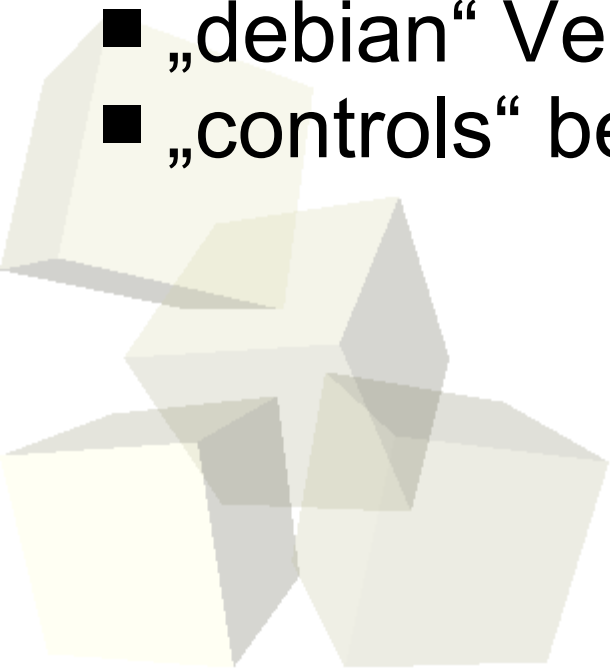 ■ „debian“ Ve
■ „controls“ be